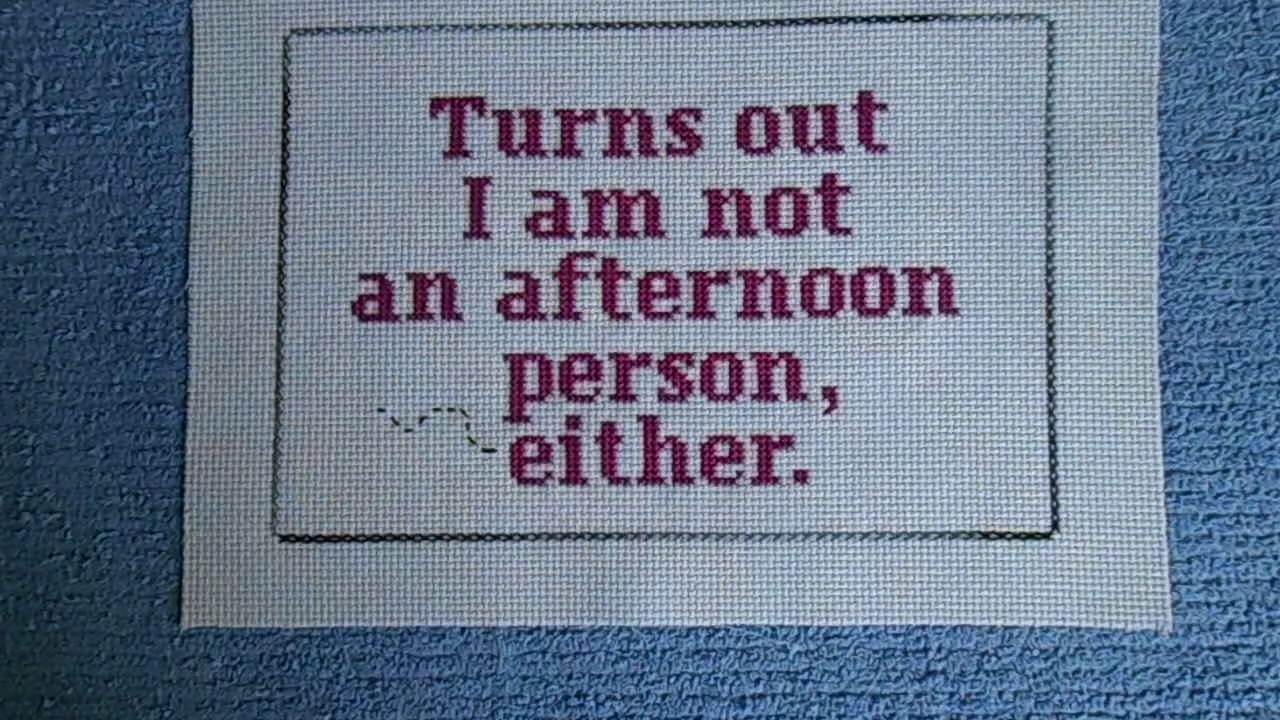 Turns out
I am not
an afternoon
person,
either.